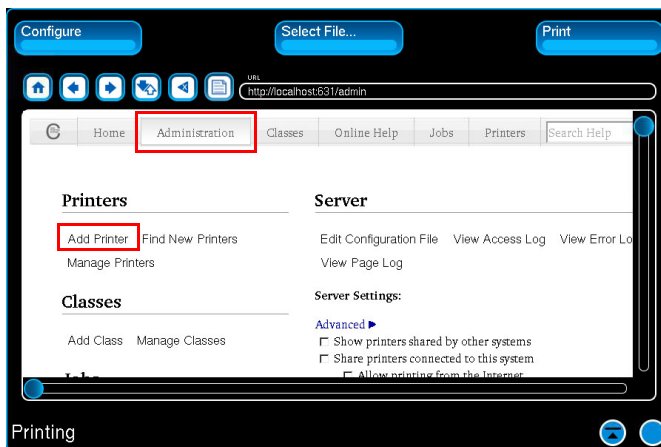 Configure Select File... Print
URL
http://localhost:631/admin
Home Administration Classes Online Help Jobs Printers Search Help
Printers
Add Printer Find New Printers
Manage Printers
Classes
Add Class Manage Classes
Jobs
Server
Edit Configuration File View Access Log View Error Lo
View Page Log
Server Settings:
Advanced ▶
Show printers shared by other systems
Share printers connected to this system
Allow printing from the Internet
Printing